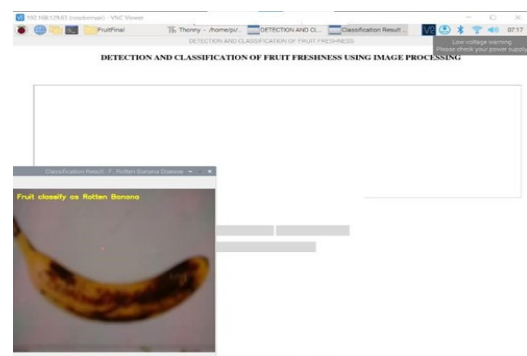 192.168.129.61 (raspberrypi) - VNC Viewer
FruitFinal
Thonny - /home/pi/...
DETECTION AND CL...
Classification Result ...
07:17
DETECTION AND CLASSIFICATION OF FRUIT FRESHNESS
Low voltage warning
Please check your power supply
DETECTION AND CLASSIFICATION OF FRUIT FRESHNESS USING IMAGE PROCESSING
Classification Result : Rotten Banana Disease
Fruit classify as Rotten Banana